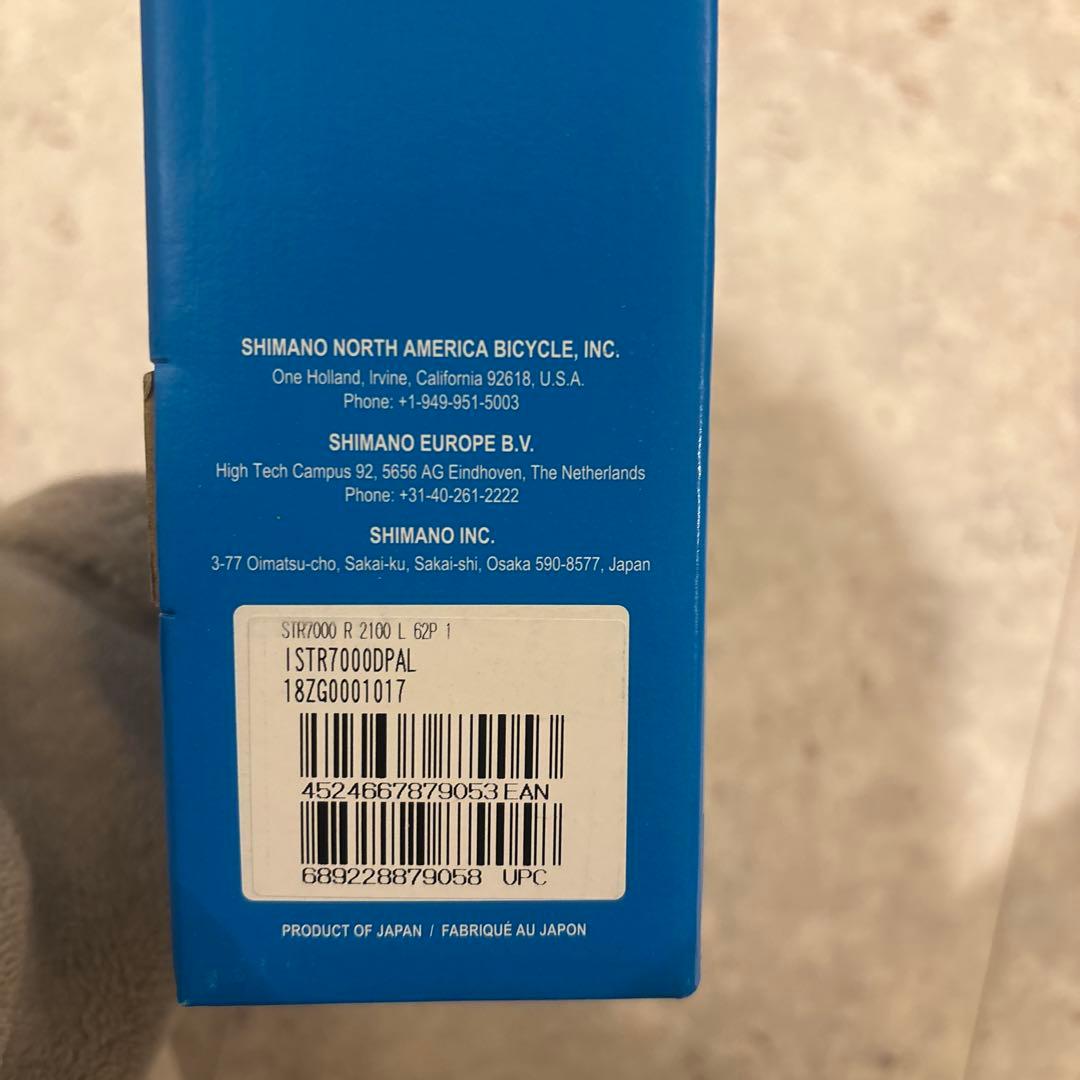 SHIMANO NORTH AMERICA BICYCLE, INC.
One Holland, Irvine, California 92618, U.S.A.
Phone: +1-949-951-5003
SHIMANO EUROPE B.V.
High Tech Campus 92, 5656 AG Eindhoven, The Netherlands
Phone: +31-40-261-2222
SHIMANO INC.
3-77 Oimatsu-cho, Sakai-ku, Sakai-shi, Osaka 590-8577, Japan
STR7000 R 2100 L 62P 1
ISTR7000DPAL
18ZG0001017
4524667879053 EAN
689228879058 UPC
PRODUCT OF JAPAN / FABRIQUÉ AU JAPON